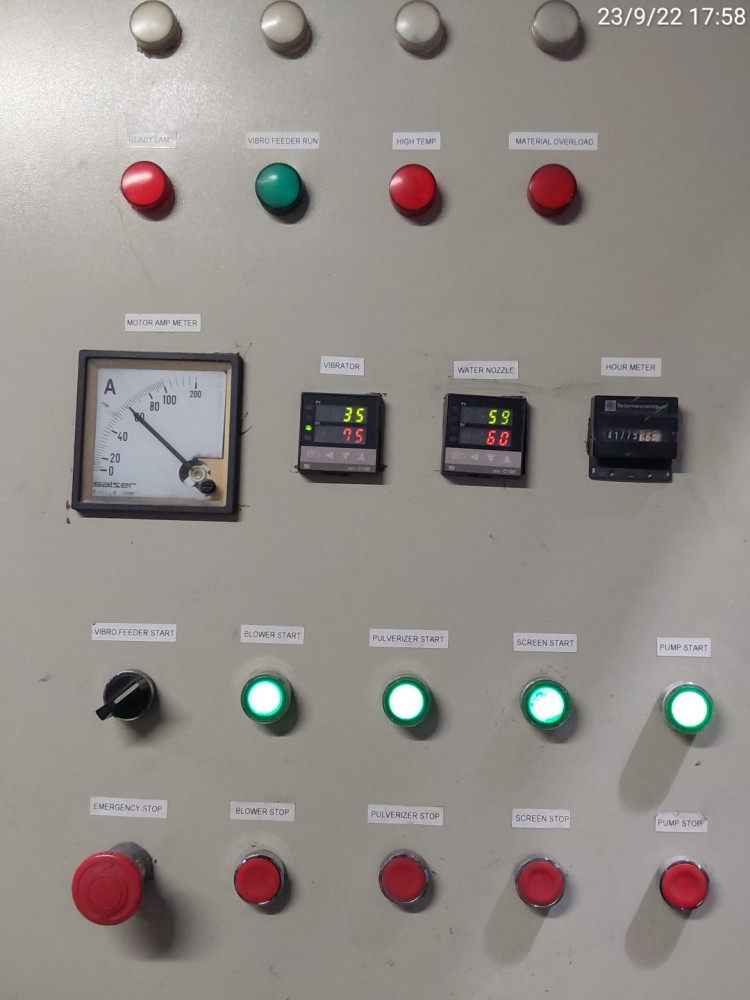 23/9/22 17:58
READY LAMP
VIBRO FEEDER RUN
HIGH TEMP
MATERIAL OVERLOAD
MOTOR AMP METER
VIBRATOR
WATER NOZZLE
HOUR METER
A
0
20
40
80
100
200
salzer
35
75
59
60
Telemecanique
VIBRO FEEDER START
BLOWER START
PULVERIZER START
SCREEN START
PUMP START
EMERGENCY STOP
BLOWER STOP
PULVERIZER STOP
SCREEN STOP
PUMP STOP